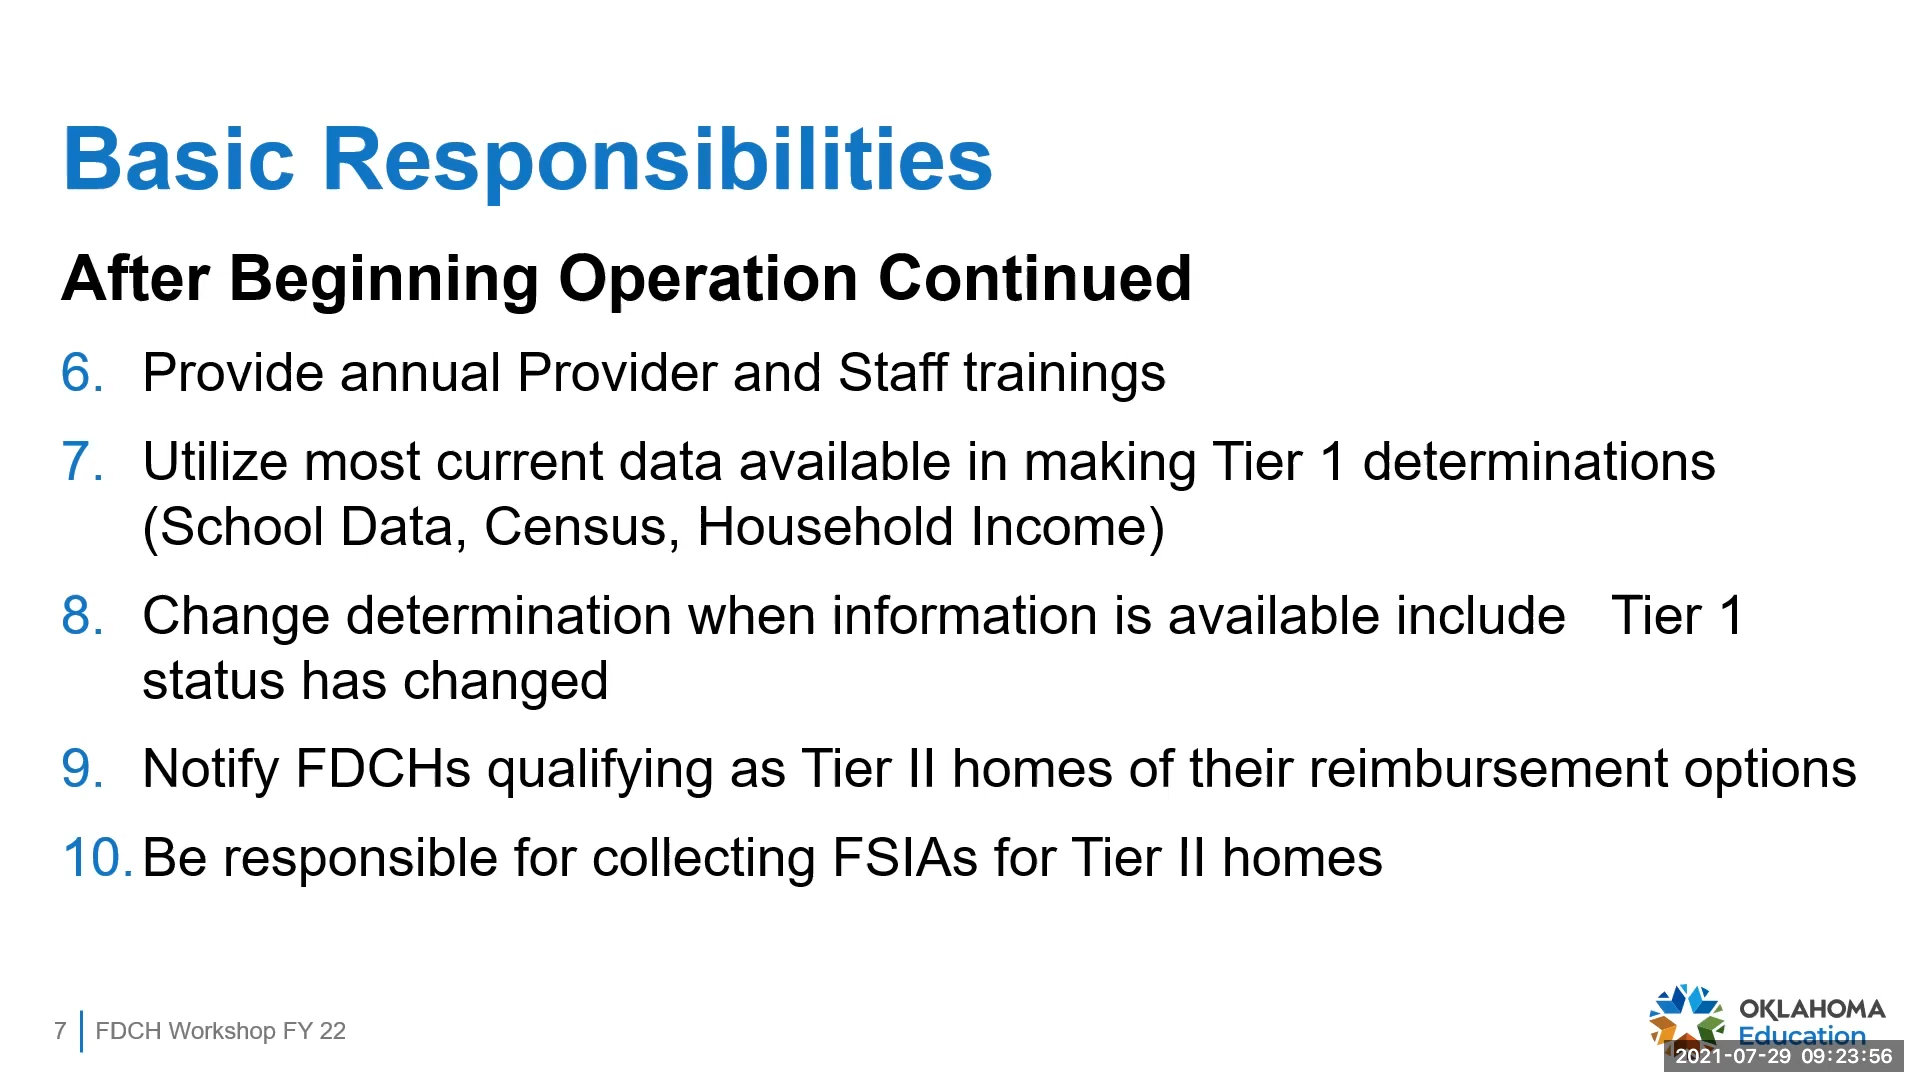 Basic Responsibilities
After Beginning Operation Continued
6. Provide annual Provider and Staff trainings
7. Utilize most current data available in making Tier 1 determinations
(School Data, Census, Household Income)
8. Change determination when information is available include Tier 1
status has changed
9. Notify FDCHs qualifying as Tier II homes of their reimbursement options
10. Be responsible for collecting FSIAs for Tier II homes
7 FDCH Workshop FY 22
OKLAHOMA
Education
2021-07-29 09:23:56